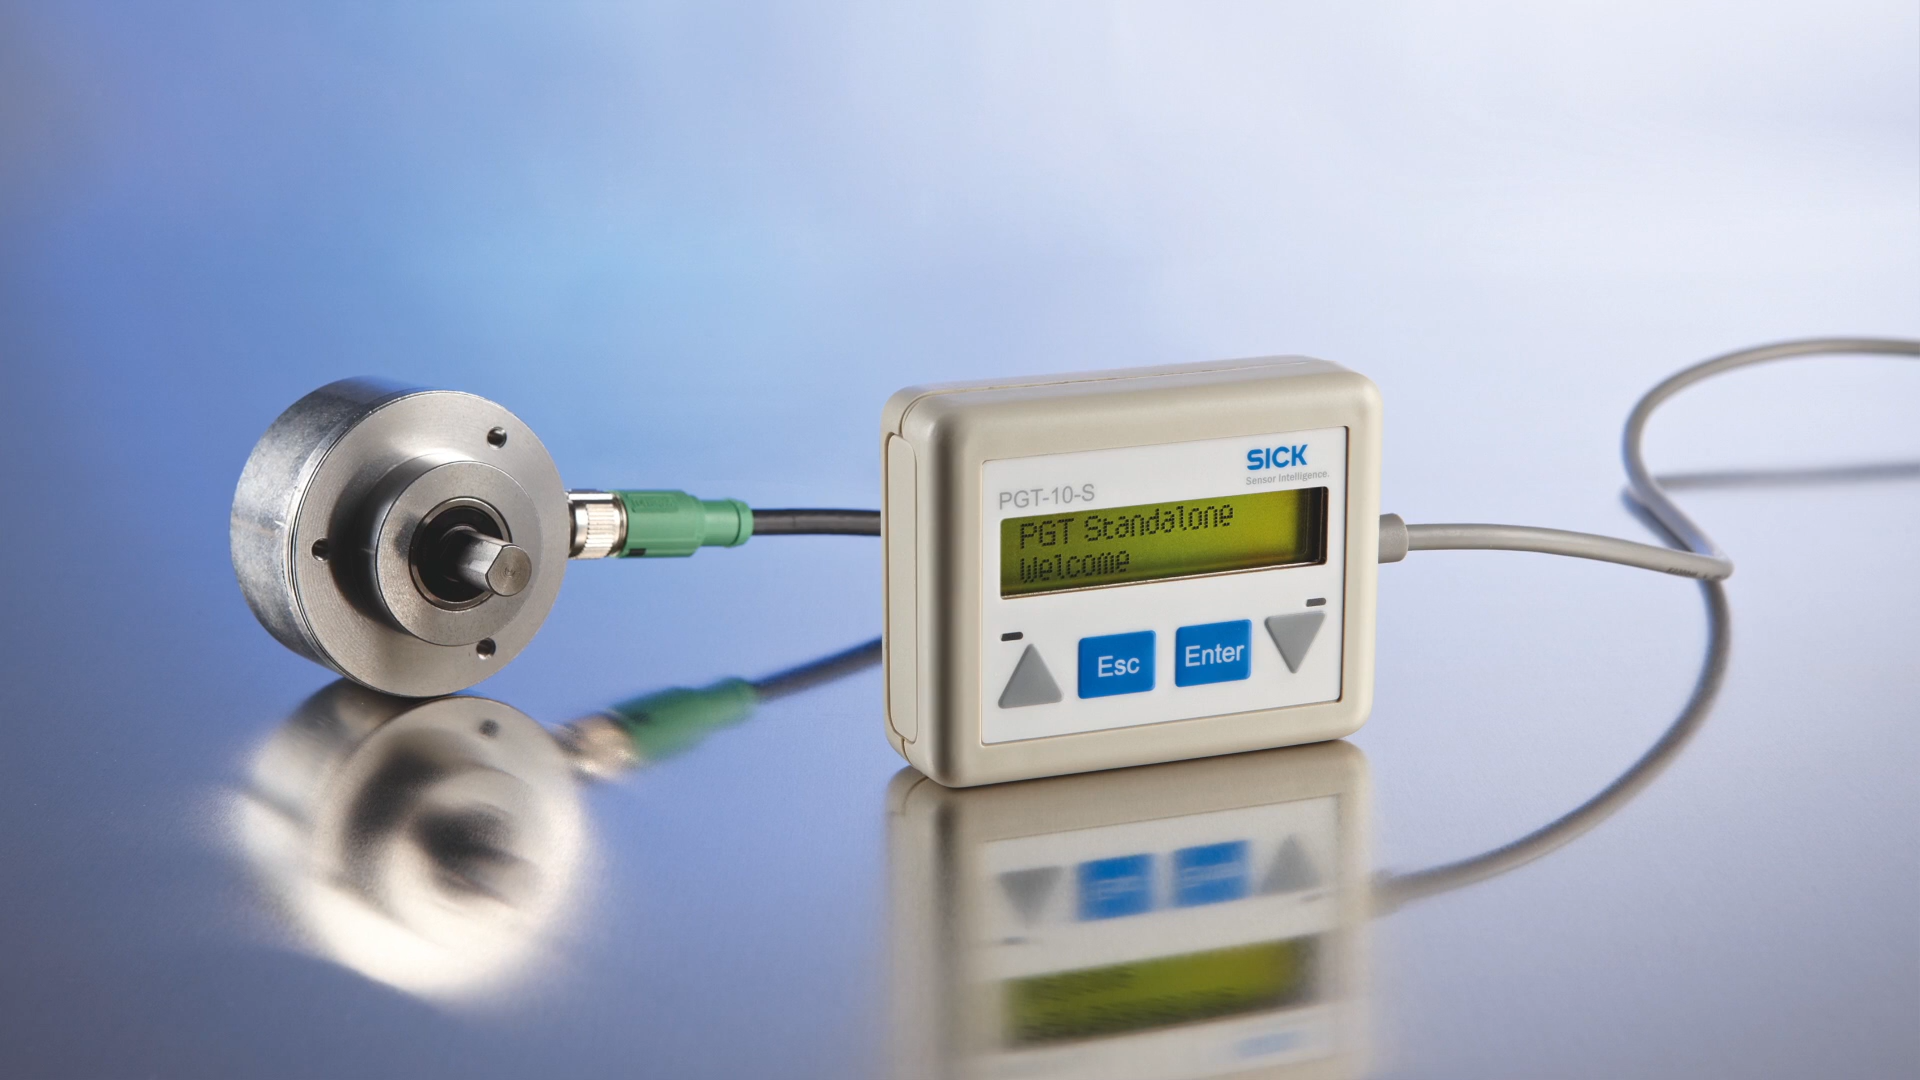 SICK
Sensor Intelligence.
PGT-10-S
PGT Standalone
Welcome
Esc
Enter